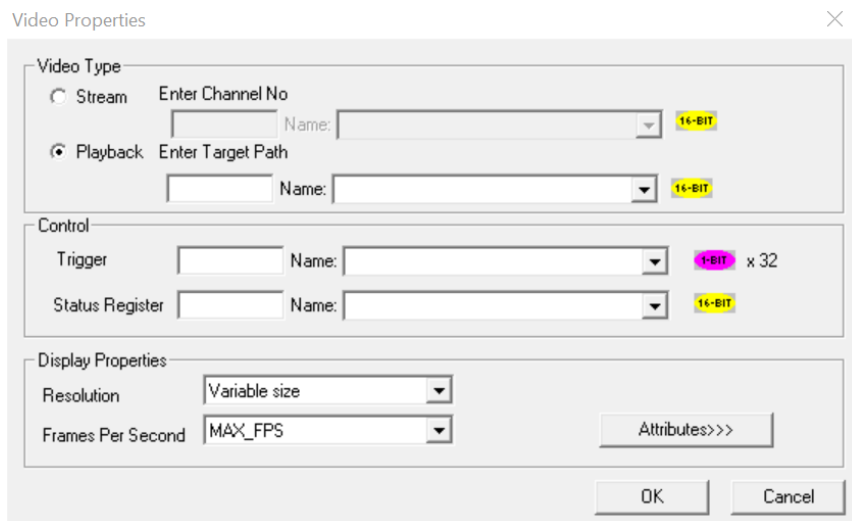 Video Properties
Video Type
Stream Enter Channel No
Name: 16-BIT
Playback Enter Target Path
Name: 16-BIT
Control
Trigger Name: 1-BIT x 32
Status Register Name: 16-BIT
Display Properties
Resolution Variable size
Frames Per Second MAX_FPS Attributes>>>
OK Cancel